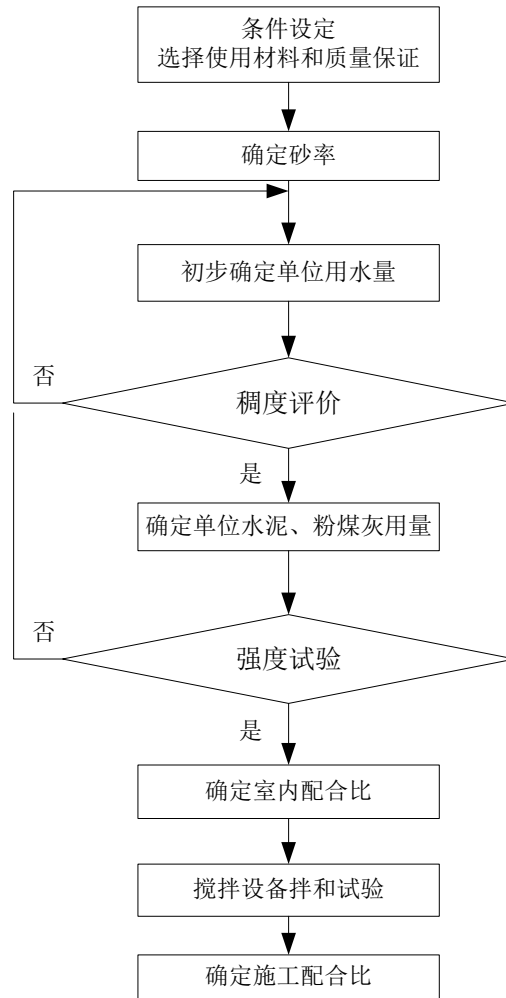 条件设定
选择使用材料和质量保证
确定砂率
初步确定单位用水量
否
稠度评价
是
确定单位水泥、粉煤灰用量
否
强度试验
是
确定室内配合比
搅拌设备拌和试验
确定施工配合比